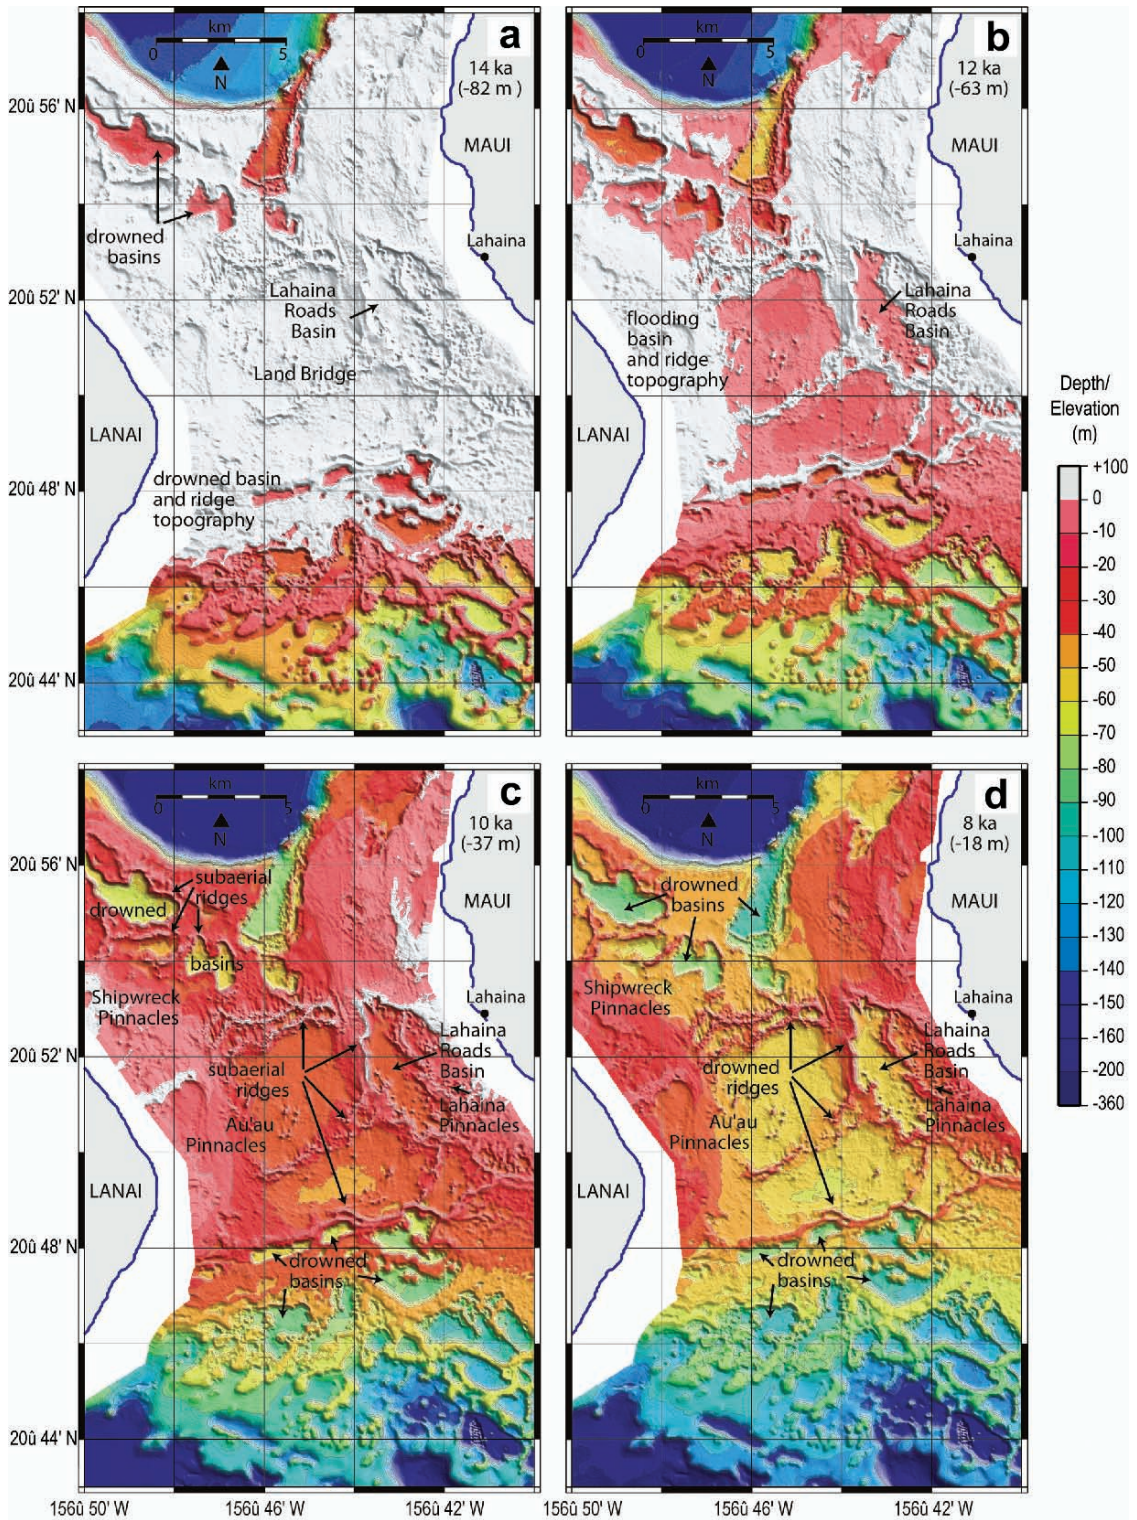 km
a
0
5
14 ka
(-82 m )
N
20û 56' N
MAUI
drowned
basins
Lahaina
20û 52' N
Lahaina
Roads
Basin
Land Bridge
LANAI
20û 48' N
drowned basin
and ridge
topography
20û 44' N
km
b
0
5
12 ka
(-63 m)
N
MAUI
Lahaina
flooding
basin
and ridge
topography
Lahaina
Roads
Basin
LANAI
Depth/
Elevation
(m)
+100
0
-10
-20
-30
-40
-50
-60
-70
-80
-90
-100
-110
-120
-130
-140
-150
-160
-200
-360
km
c
0
5
10 ka
(-37 m)
N
20û 56' N
subaerial
ridges
drowned
basins
MAUI
Shipwreck
Pinnacles
Lahaina
20û 52' N
subaerial
ridges
Lahaina
Roads
Basin
Au'au
Pinnacles
Lahaina
Pinnacles
LANAI
20û 48' N
drowned
basins
20û 44' N
156û 50' W
156û 46' W
156û 42' W
km
d
0
5
8 ka
(-18 m)
N
drowned
basins
MAUI
Shipwreck
Pinnacles
Lahaina
drowned
ridges
Lahaina
Roads
Basin
Au'au
Pinnacles
Lahaina
Pinnacles
LANAI
drowned
basins
156û 50' W
156û 46' W
156û 42' W